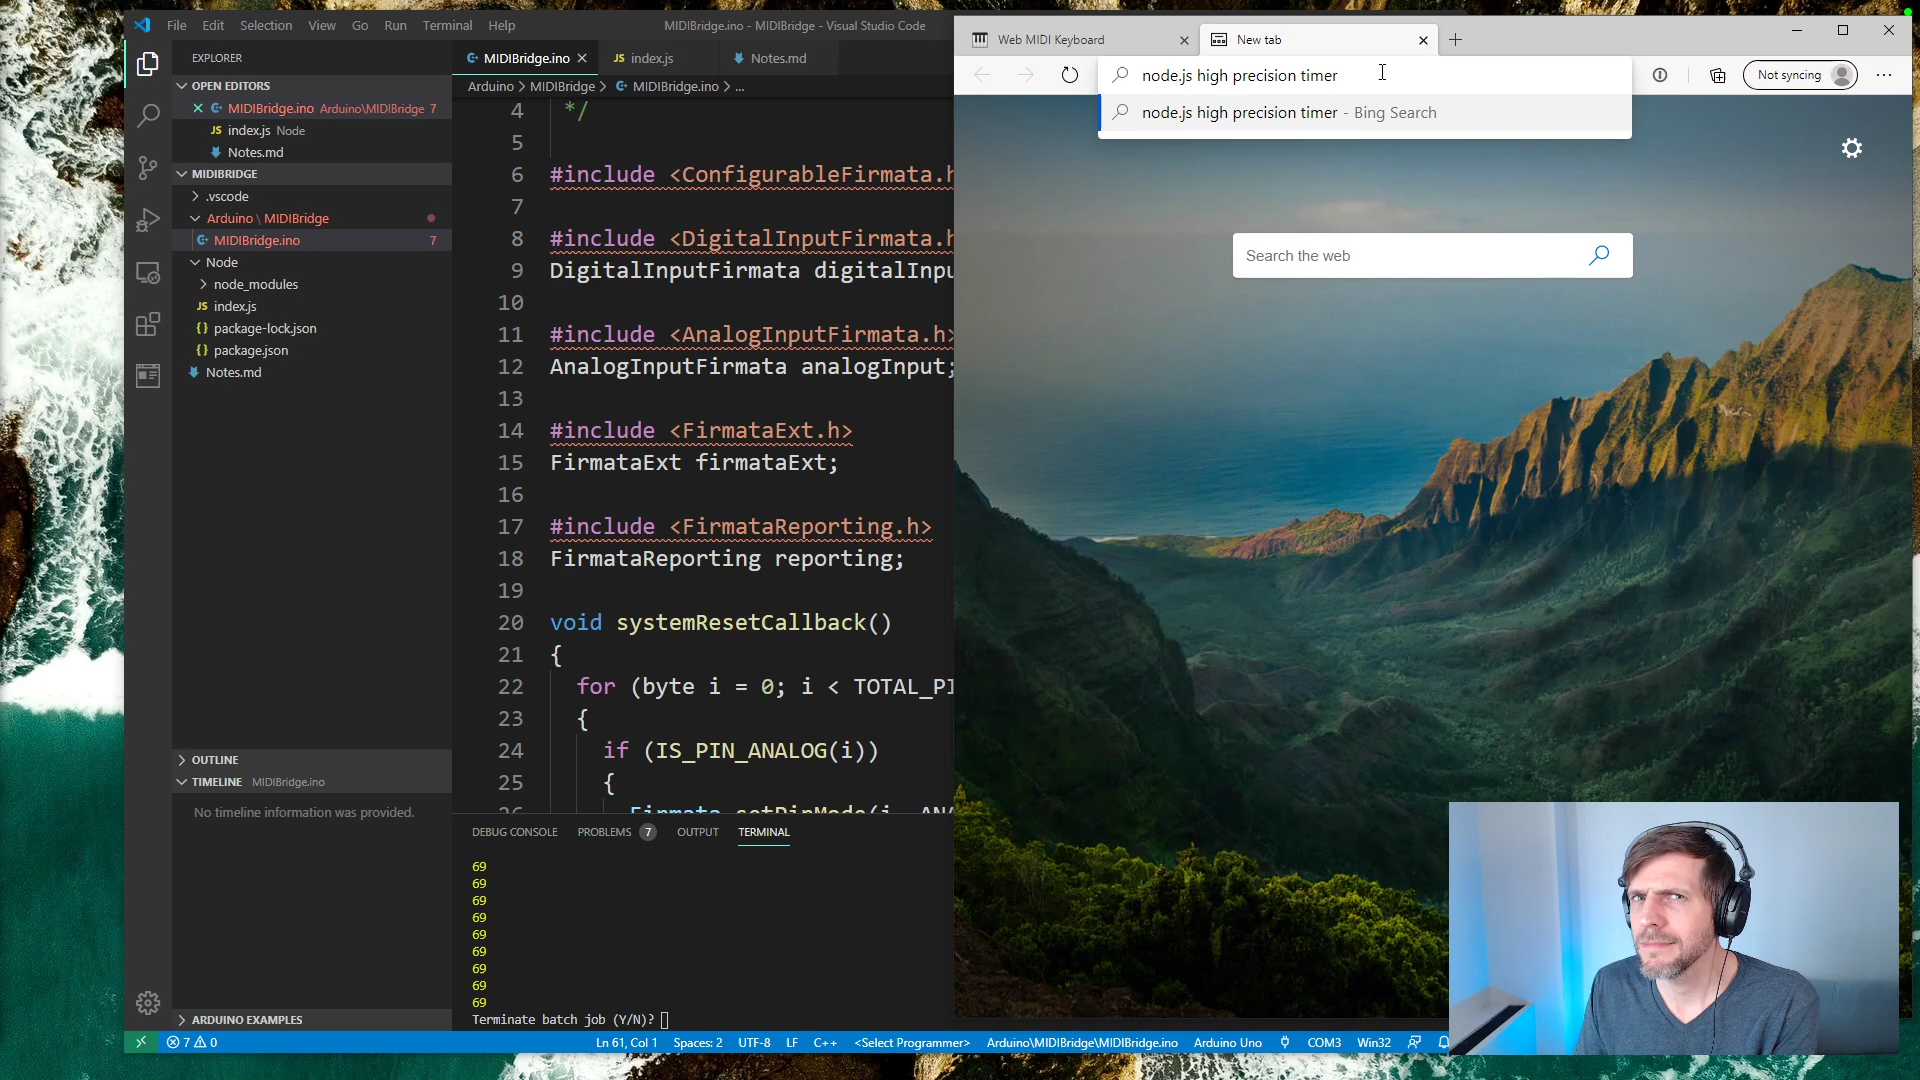 File Edit Selection View Go Run Terminal Help
MIDIBridge.ino - MIDIBridge - Visual Studio Code
EXPLORER
OPEN EDITORS
MIDIBridge.ino Arduino\MIDIBridge 7
JS index.js Node
Notes.md
MIDIBRIDGE
.vscode
Arduino \ MIDIBridge
MIDIBridge.ino 7
Node
node_modules
JS index.js
{} package-lock.json
{} package.json
Notes.md
OUTLINE
TIMELINE MIDIBridge.ino
No timeline information was provided.
ARDUINO EXAMPLES
MIDIBridge.ino
JS index.js
Notes.md
Arduino > MIDIBridge > MIDIBridge.ino > ...
4 */
5
6 #include <ConfigurableFirmata.h
7
8 #include <DigitalInputFirmata.h
9 DigitalInputFirmata digitalInpu
10
11 #include <AnalogInputFirmata.h>
12 AnalogInputFirmata analogInput;
13
14 #include <FirmataExt.h>
15 FirmataExt firmataExt;
16
17 #include <FirmataReporting.h>
18 FirmataReporting reporting;
19
20 void systemResetCallback()
21 {
22 for (byte i = 0; i < TOTAL_PI
23 {
24 if (IS_PIN_ANALOG(i))
25 {
26 Firmata.setPinMode(i, ANA
DEBUG CONSOLE PROBLEMS 7 OUTPUT TERMINAL
69
69
69
69
69
69
69
69
69
Terminate batch job (Y/N)?
7 0
Ln 61, Col 1 Spaces: 2 UTF-8 LF C++ <Select Programmer> Arduino\MIDIBridge\MIDIBridge.ino Arduino Uno COM3 Win32
Web MIDI Keyboard
New tab
node.js high precision timer
Not syncing
node.js high precision timer - Bing Search
Search the web